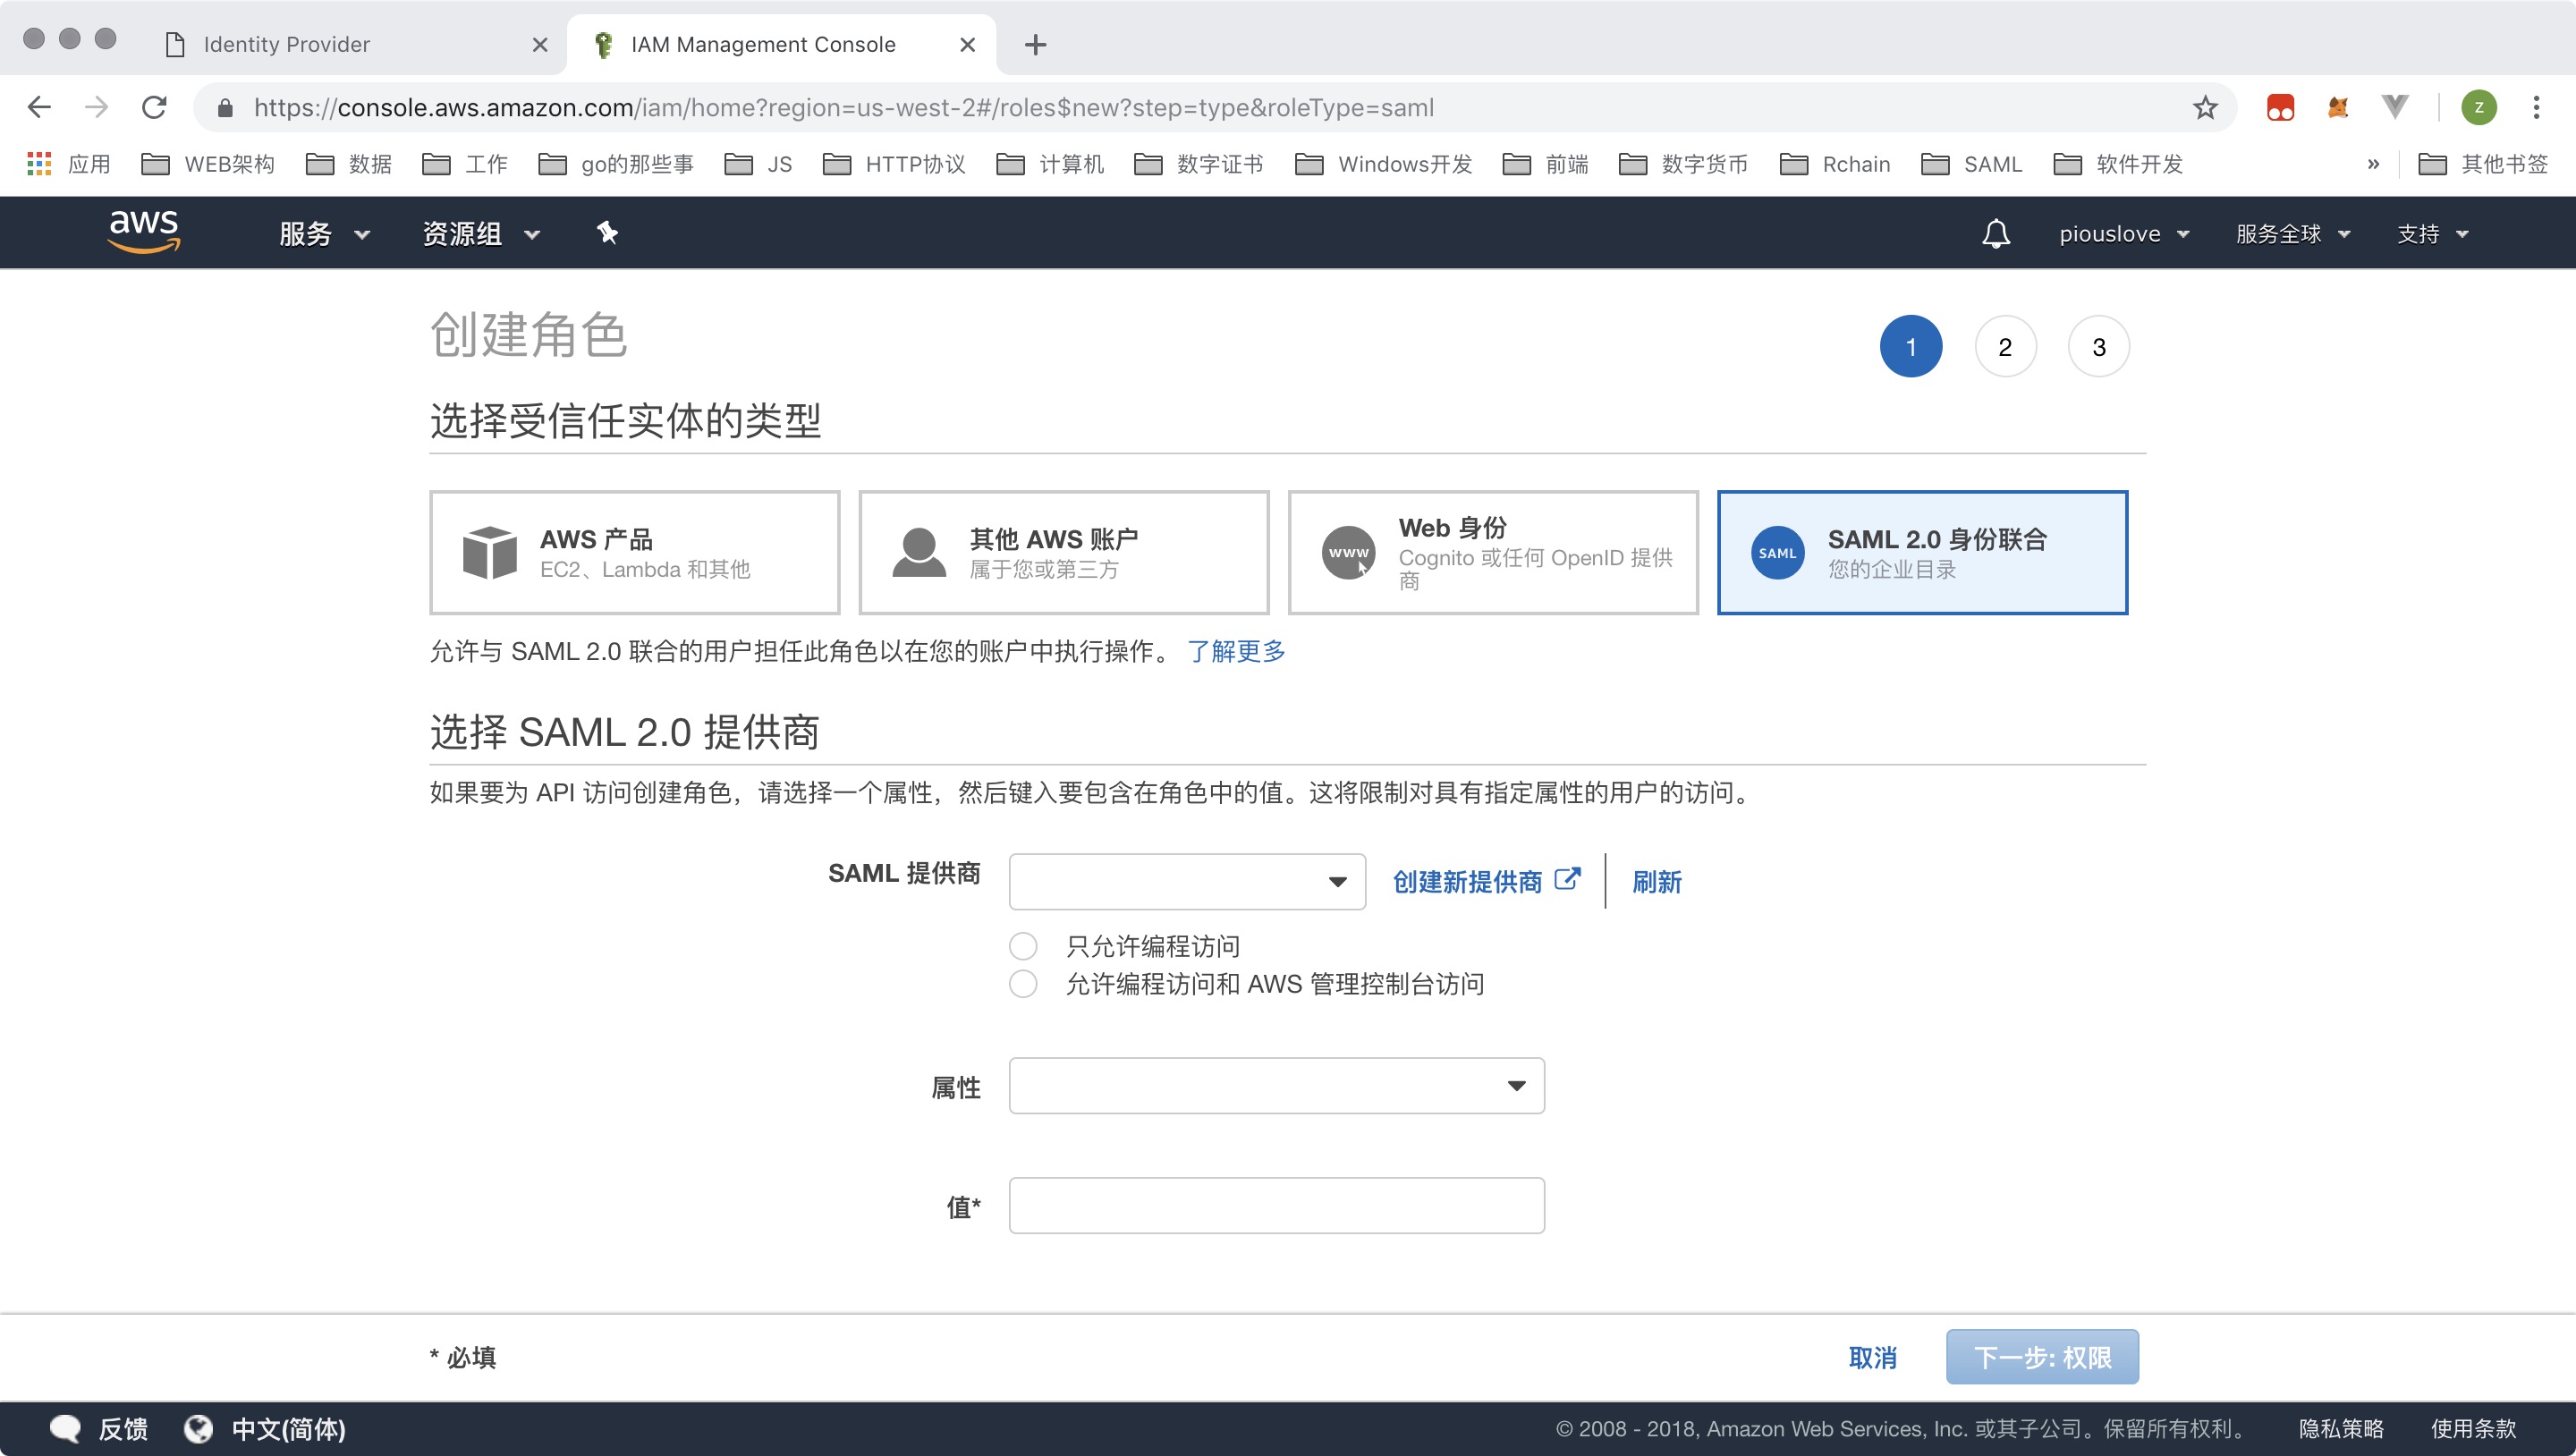 Identity Provider
IAM Management Console
https://console.aws.amazon.com/iam/home?region=us-west-2#/roles$new?step=type&roleType=saml
z
应用 WEB架构 数据 工作 go的那些事 JS HTTP协议 计算机 数字证书 Windows开发 前端 数字货币 Rchain SAML 软件开发 » 其他书签
aws 服务 资源组 piouslove 服务全球 支持
创建角色
1 2 3
选择受信任实体的类型
AWS 产品
EC2、Lambda 和其他
其他 AWS 账户
属于您或第三方
www
Web 身份
Cognito 或任何 OpenID 提供
商
SAML
SAML 2.0 身份联合
您的企业目录
允许与 SAML 2.0 联合的用户担任此角色以在您的账户中执行操作。 了解更多
选择 SAML 2.0 提供商
如果要为 API 访问创建角色，请选择一个属性，然后键入要包含在角色中的值。这将限制对具有指定属性的用户的访问。
SAML 提供商 创建新提供商 刷新
只允许编程访问
允许编程访问和 AWS 管理控制台访问
属性
值*
* 必填 取消 下一步: 权限
反馈 中文(简体) © 2008 - 2018, Amazon Web Services, Inc. 或其子公司。保留所有权利。 隐私策略 使用条款